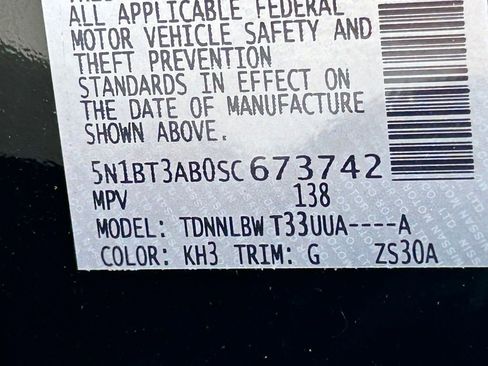 ALL APPLICABLE FEDERAL
MOTOR VEHICLE SAFETY AND
THEFT PREVENTION
STANDARDS IN EFFECT ON
THE DATE OF MANUFACTURE
SHOWN ABOVE.
5N1BT3AB0SC673742
MPV 138
MODEL: TDNNLBW T33UUA----A
COLOR: KH3 TRIM: G ZS30A